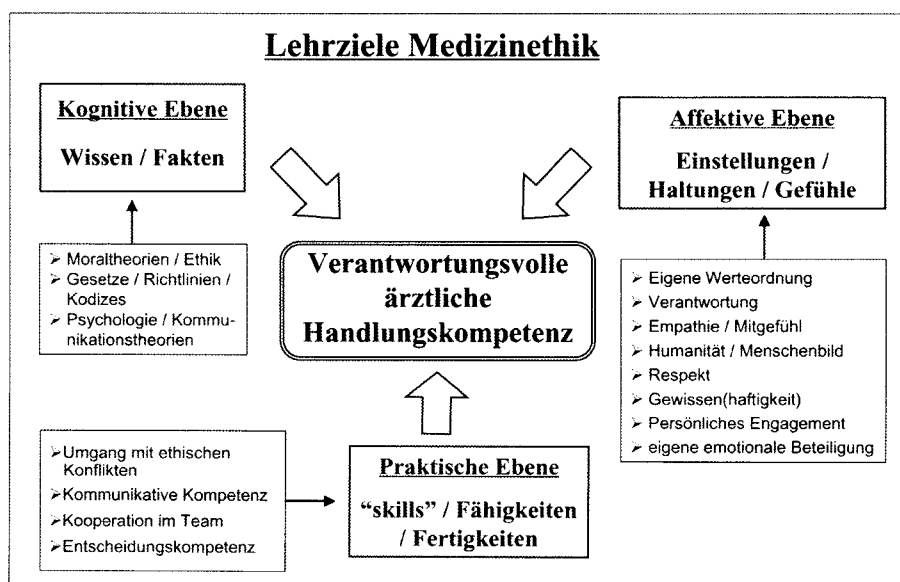 Lehrziele Medizinethik
Kognitive Ebene
Wissen / Fakten
➢ Moraltheorien / Ethik
➢ Gesetze / Richtlinien /
Kodizes
➢ Psychologie / Kommu-
nikationstheorien
Affektive Ebene
Einstellungen /
Haltungen / Gefühle
➢ Eigene Werteordnung
➢ Verantwortung
➢ Empathie / Mitgefühl
➢ Humanität / Menschenbild
➢ Respekt
➢ Gewissen(haftigkeit)
➢ Persönliches Engagement
➢ eigene emotionale Beteiligung
Verantwortungsvolle
ärztliche
Handlungskompetenz
➢Umgang mit ethischen
Konflikten
➢Kommunikative Kompetenz
➢Kooperation im Team
➢Entscheidungskompetenz
Praktische Ebene
“skills” / Fähigkeiten
/ Fertigkeiten